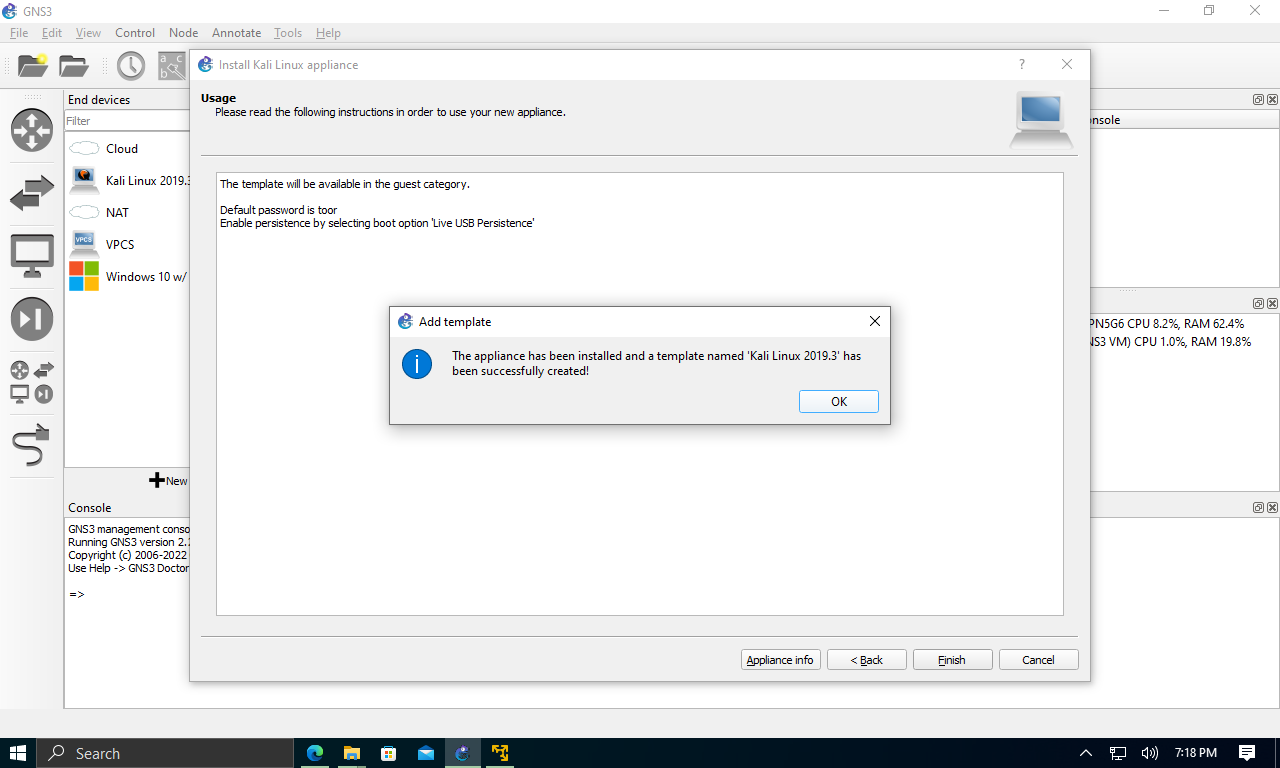 GNS3
File Edit View Control Node Annotate Tools Help
Install Kali Linux appliance
?
Usage
Please read the following instructions in order to use your new appliance.
End devices
Filter
Cloud
Kali Linux 2019.3
NAT
VPCS
VPCS
Windows 10 w/
New
The template will be available in the guest category.
Default password is toor
Enable persistence by selecting boot option 'Live USB Persistence'
Add template
The appliance has been installed and a template named 'Kali Linux 2019.3' has
been successfully created!
OK
Appliance info
< Back
Finish
Cancel
onsole
PN5G6 CPU 8.2%, RAM 62.4%
NS3 VM) CPU 1.0%, RAM 19.8%
Console
GNS3 management conso
Running GNS3 version 2.
Copyright (c) 2006-2022
Use Help -> GNS3 Doctor
=>
Search
7:18 PM